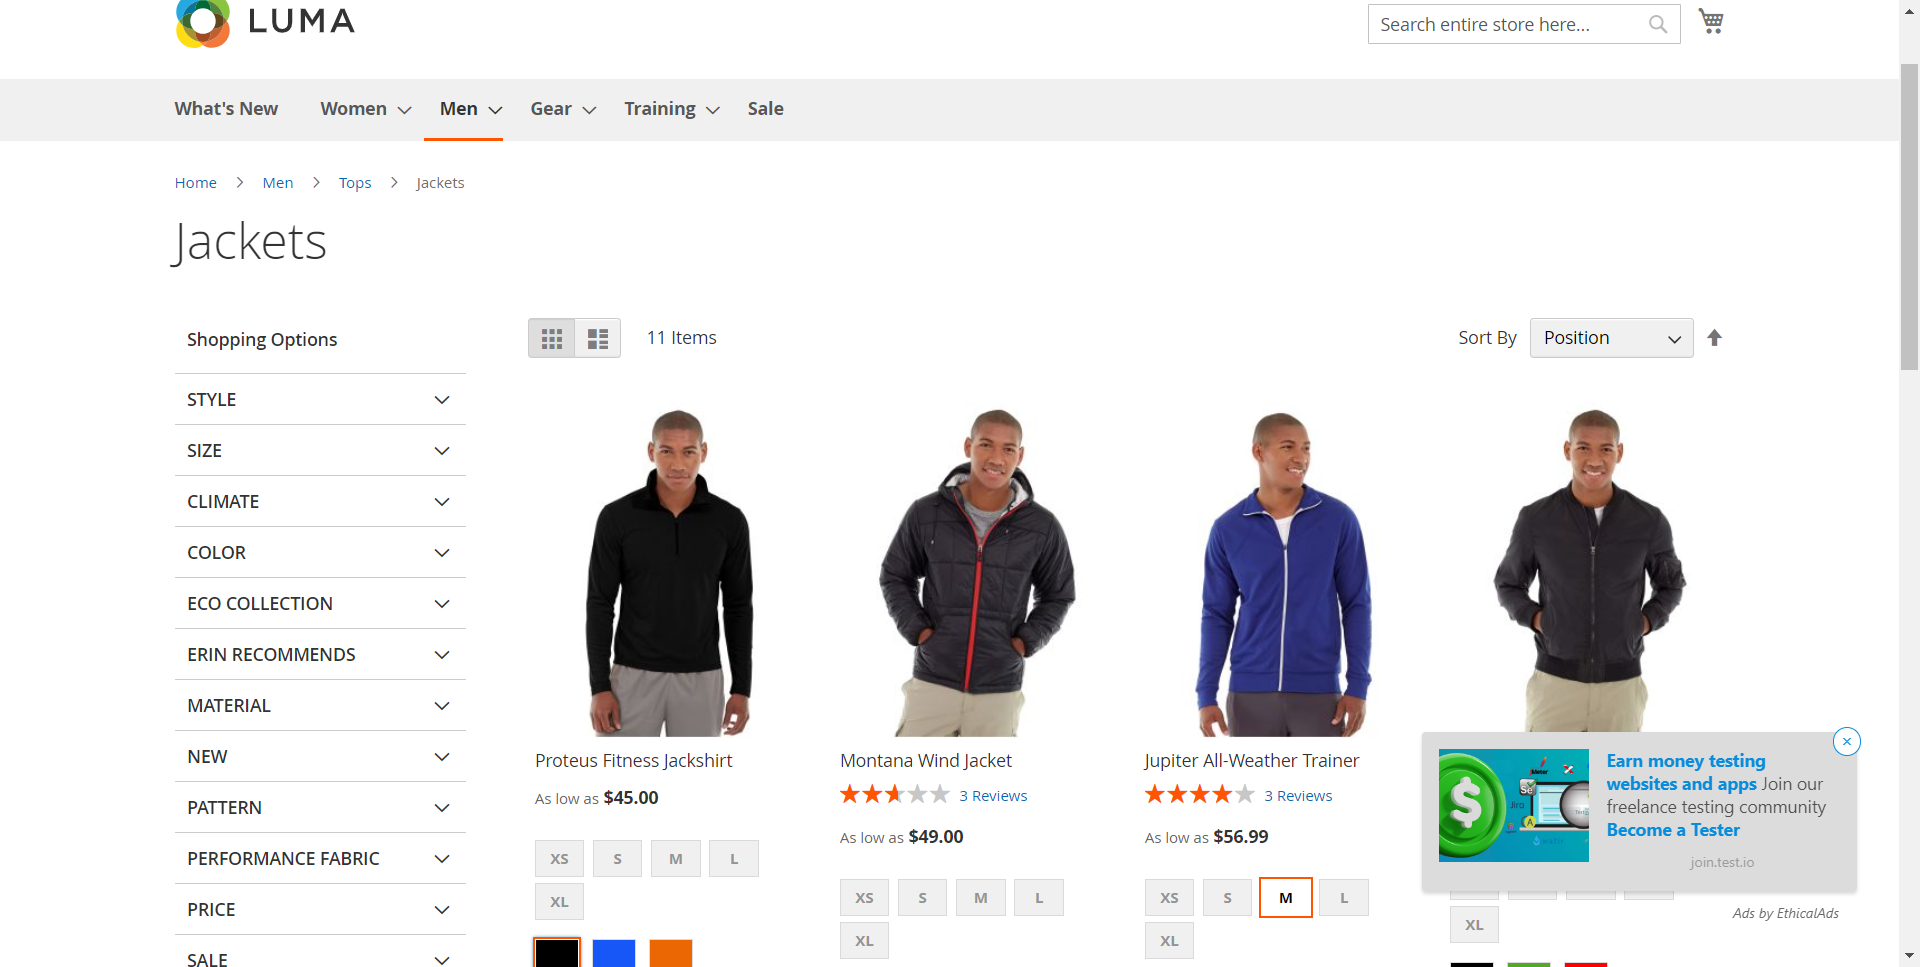 LUMA
Search entire store here...
What's New
Women
Men
Gear
Training
Sale
Home
Men
Tops
Jackets
Jackets
Shopping Options
STYLE
SIZE
CLIMATE
COLOR
ECO COLLECTION
ERIN RECOMMENDS
MATERIAL
NEW
PATTERN
PERFORMANCE FABRIC
PRICE
SALE
11 Items
Sort By
Position
Proteus Fitness Jackshirt
As low as $45.00
XS S M L
XL
Montana Wind Jacket
3 Reviews
As low as $49.00
XS S M L
XL
Jupiter All-Weather Trainer
3 Reviews
As low as $56.99
XS S M L
XL
XL
Earn money testing
websites and apps Join our
freelance testing community
Become a Tester
join.test.io
Ads by EthicalAds